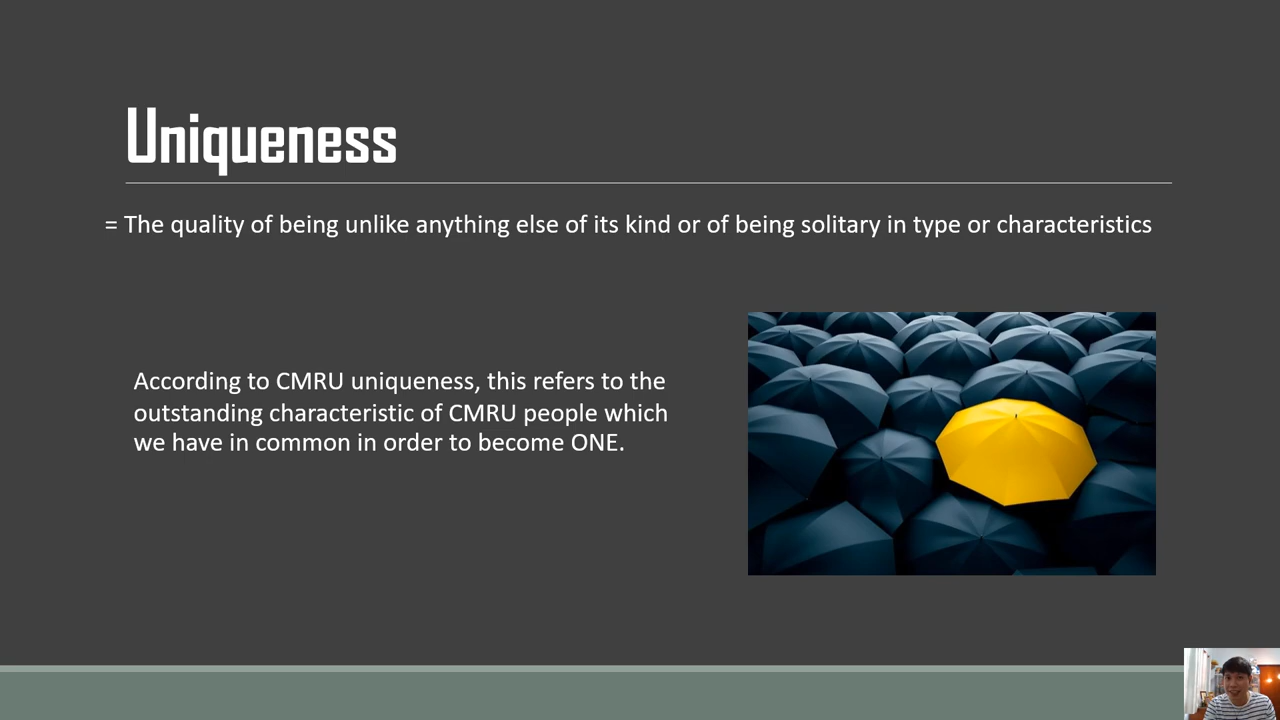 Uniqueness
= The quality of being unlike anything else of its kind or of being solitary in type or characteristics
According to CMRU uniqueness, this refers to the
outstanding characteristic of CMRU people which
we have in common in order to become ONE.